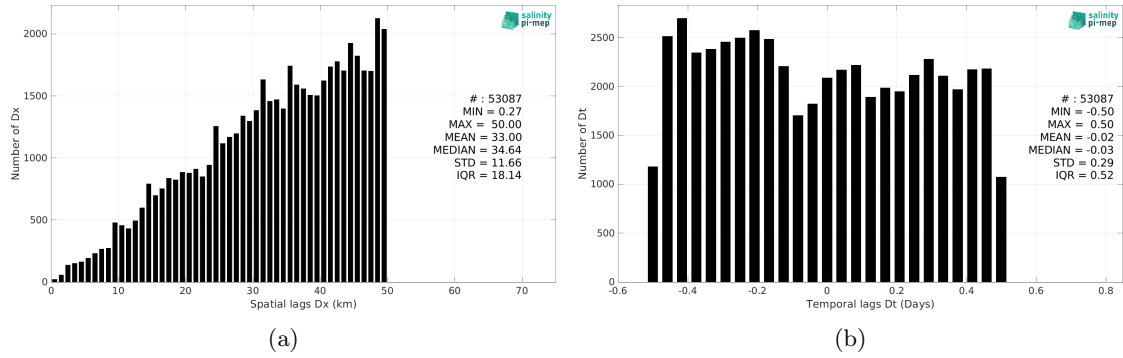 salinity
pi-mep
2000
1500
1000
500
0
Number of Dx
# : 53087
MIN = 0.27
MAX = 50.00
MEAN = 33.00
MEDIAN = 34.64
STD = 11.66
IQR = 18.14
0 10 20 30 40 50 60 70
Spatial lags Dx (km)
(a)
salinity
pi-mep
2500
2000
1500
1000
500
0
Number of Dt
# : 53087
MIN = -0.50
MAX = 0.50
MEAN = -0.02
MEDIAN = -0.03
STD = 0.29
IQR = 0.52
-0.6 -0.4 -0.2 0 0.2 0.4 0.6 0.8
Temporal lags Dt (Days)
(b)